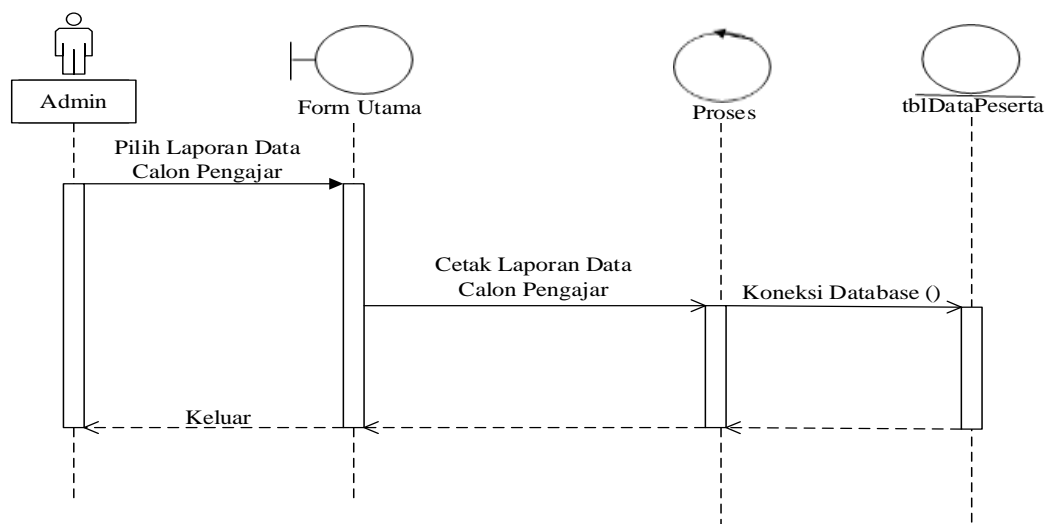 Admin
Form Utama
Proses
tblDataPeserta
Pilih Laporan Data
Calon Pengajar
Cetak Laporan Data
Calon Pengajar
Koneksi Database ()
Keluar